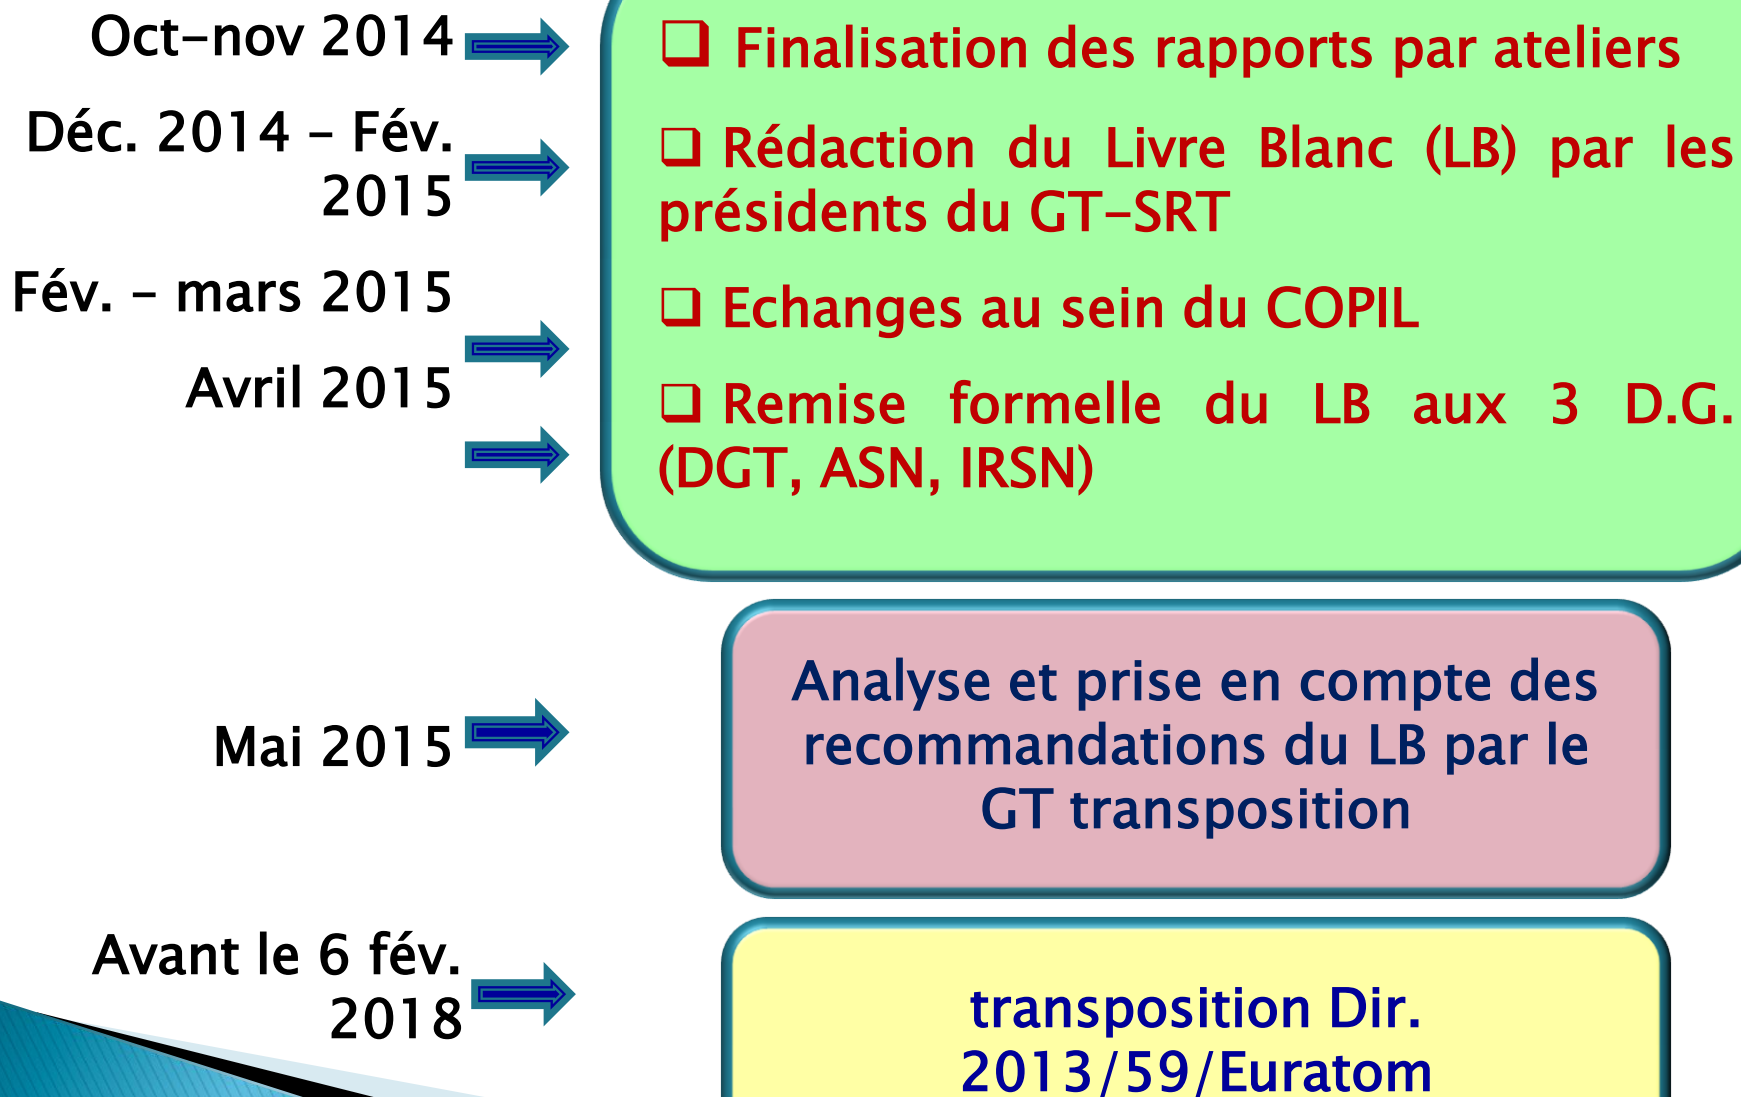 Oct-nov 2014
❑ Finalisation des rapports par ateliers
Déc. 2014 – Fév.
2015
❑ Rédaction du Livre Blanc (LB) par les
présidents du GT-SRT
Fév. – mars 2015
❑ Echanges au sein du COPIL
Avril 2015
❑ Remise formelle du LB aux 3 D.G.
(DGT, ASN, IRSN)
Mai 2015
Analyse et prise en compte des
recommandations du LB par le
GT transposition
Avant le 6 fév.
2018
transposition Dir.
2013/59/Euratom